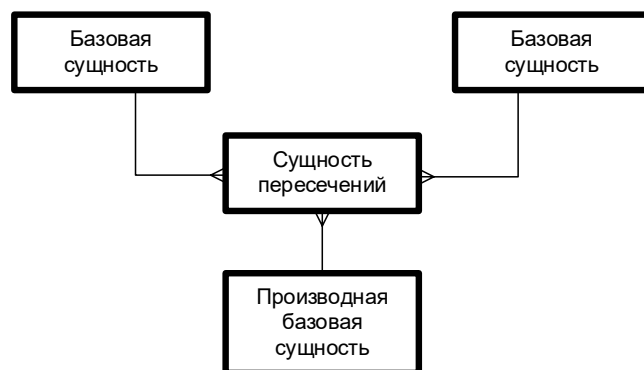 Базовая
сущность
Базовая
сущность
Сущность
пересечений
Производная
базовая
сущность